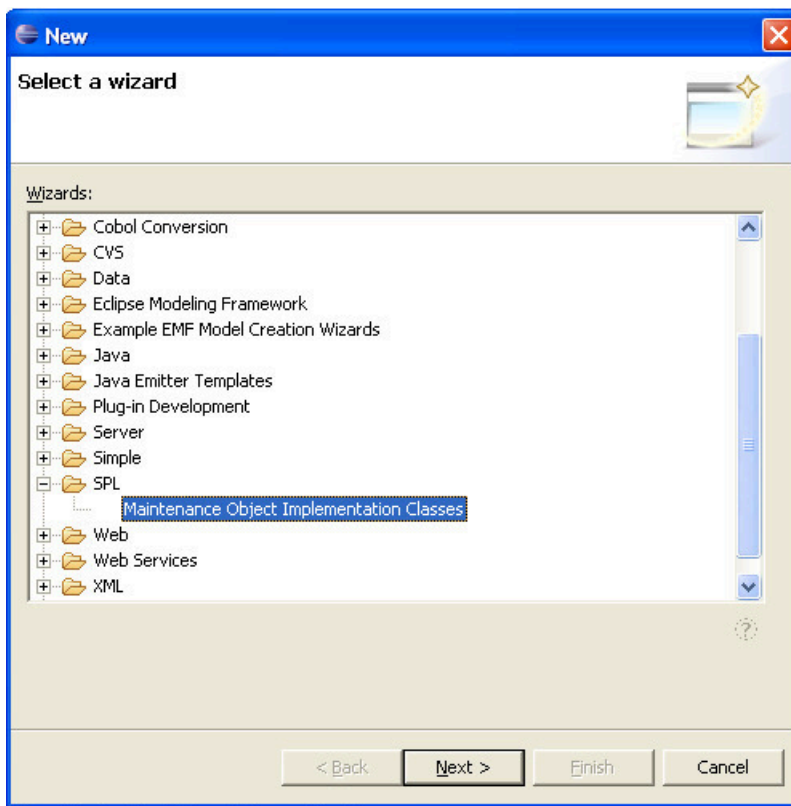 New
Select a wizard
Wizards:
Cobol Conversion
CVS
Data
Eclipse Modeling Framework
Example EMF Model Creation Wizards
Java
Java Emitter Templates
Plug-in Development
Server
Simple
SPL
Maintenance Object Implementation Classes
Web
Web Services
XML
?
< Back Next > Finish Cancel